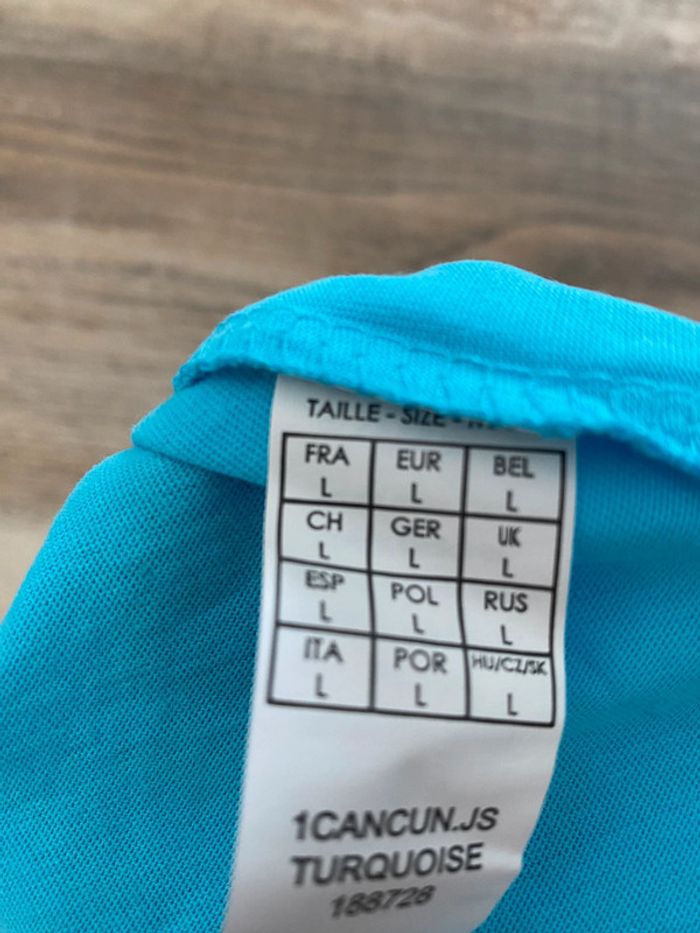 TAILLE - SIZE -
FRA EUR BEL
L L L
CH GER UK
L L L
ESP POL RUS
L L L
ITA POR HU/CZ/SK
L L L
1CANCUN.JS
TURQUOISE
188728